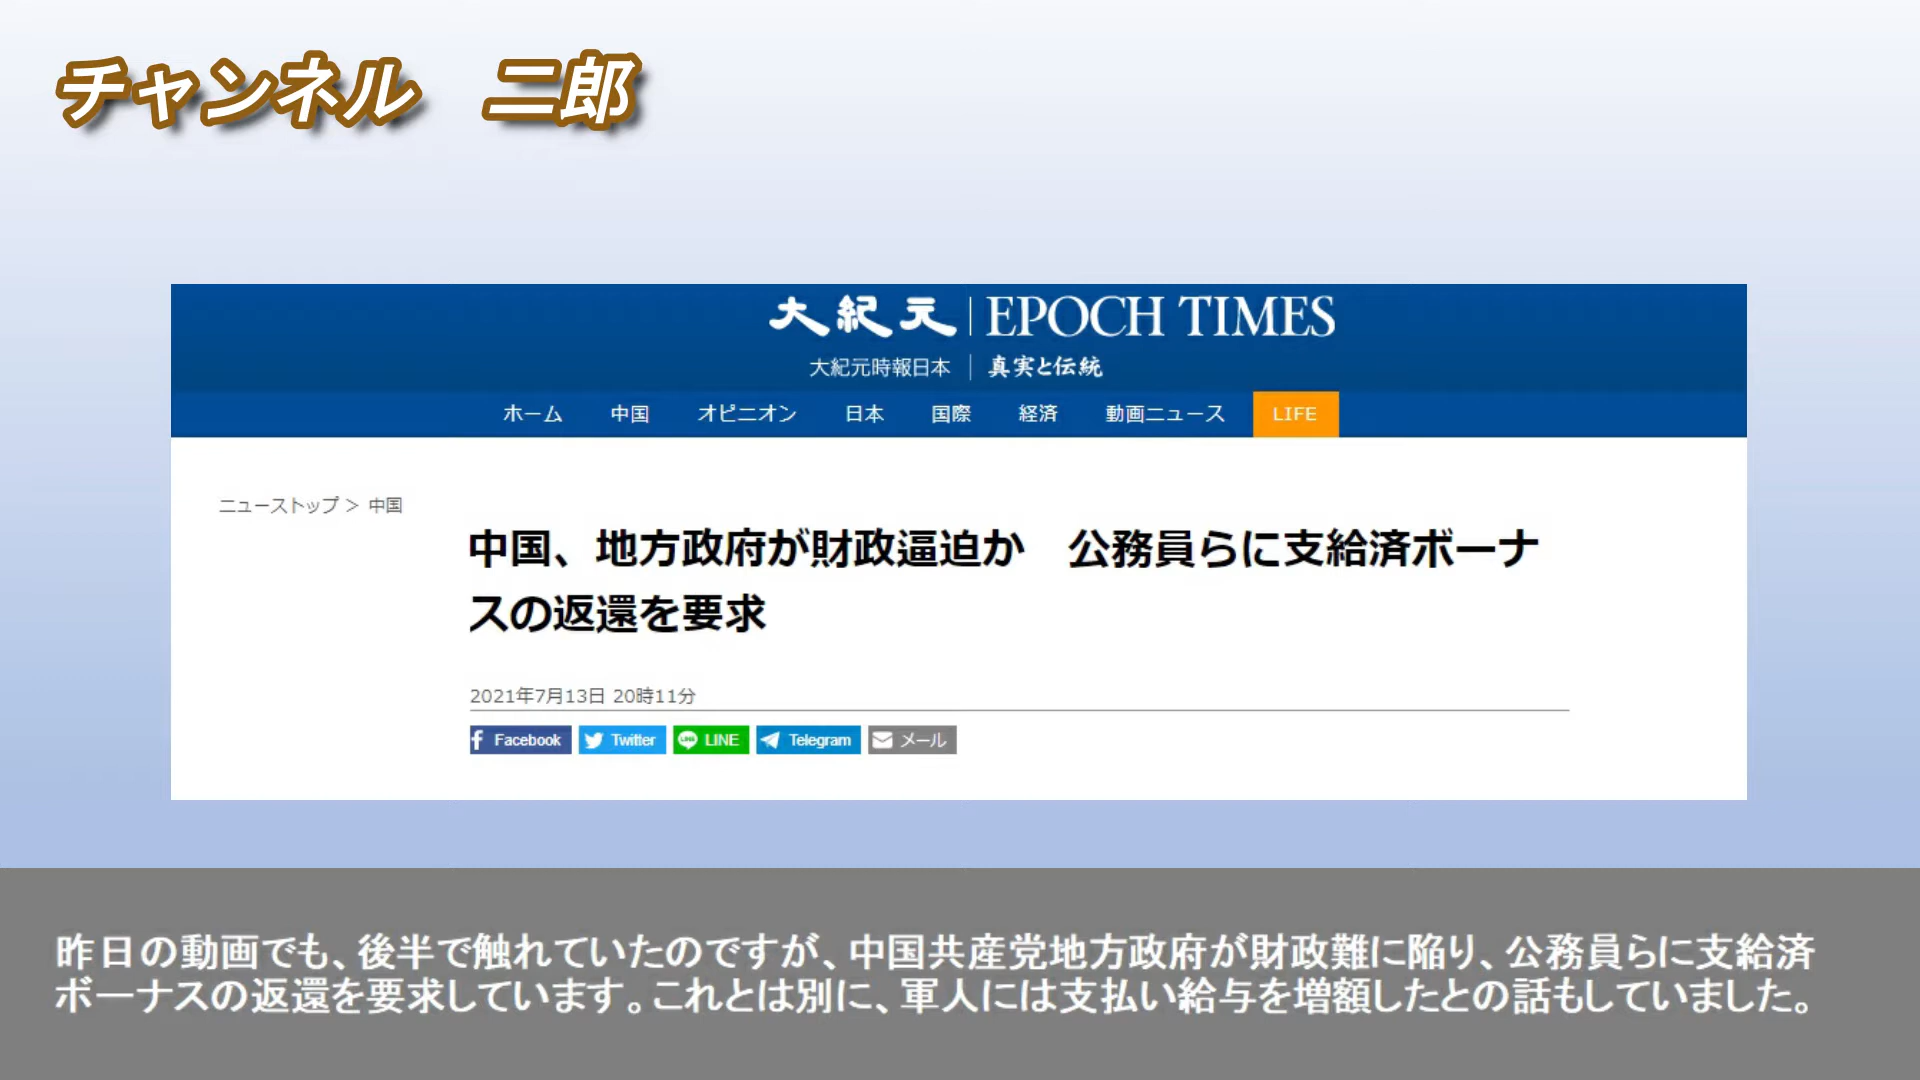 チャンネル　二郎
大紀元 | EPOCH TIMES
大紀元時報日本 | 真実と伝統
ホーム 中国 オピニオン 日本 国際 経済 動画ニュース LIFE
ニューストップ ＞ 中国
中国、地方政府が財政逼迫か　公務員らに支給済ボーナ
スの返還を要求
2021年7月13日 20時11分
Facebook Twitter LINE Telegram メール
昨日の動画でも、後半で触れていたのですが、中国共産党地方政府が財政難に陥り、公務員らに支給済
ボーナスの返還を要求しています。これとは別に、軍人には支払い給与を増額したとの話もしていました。